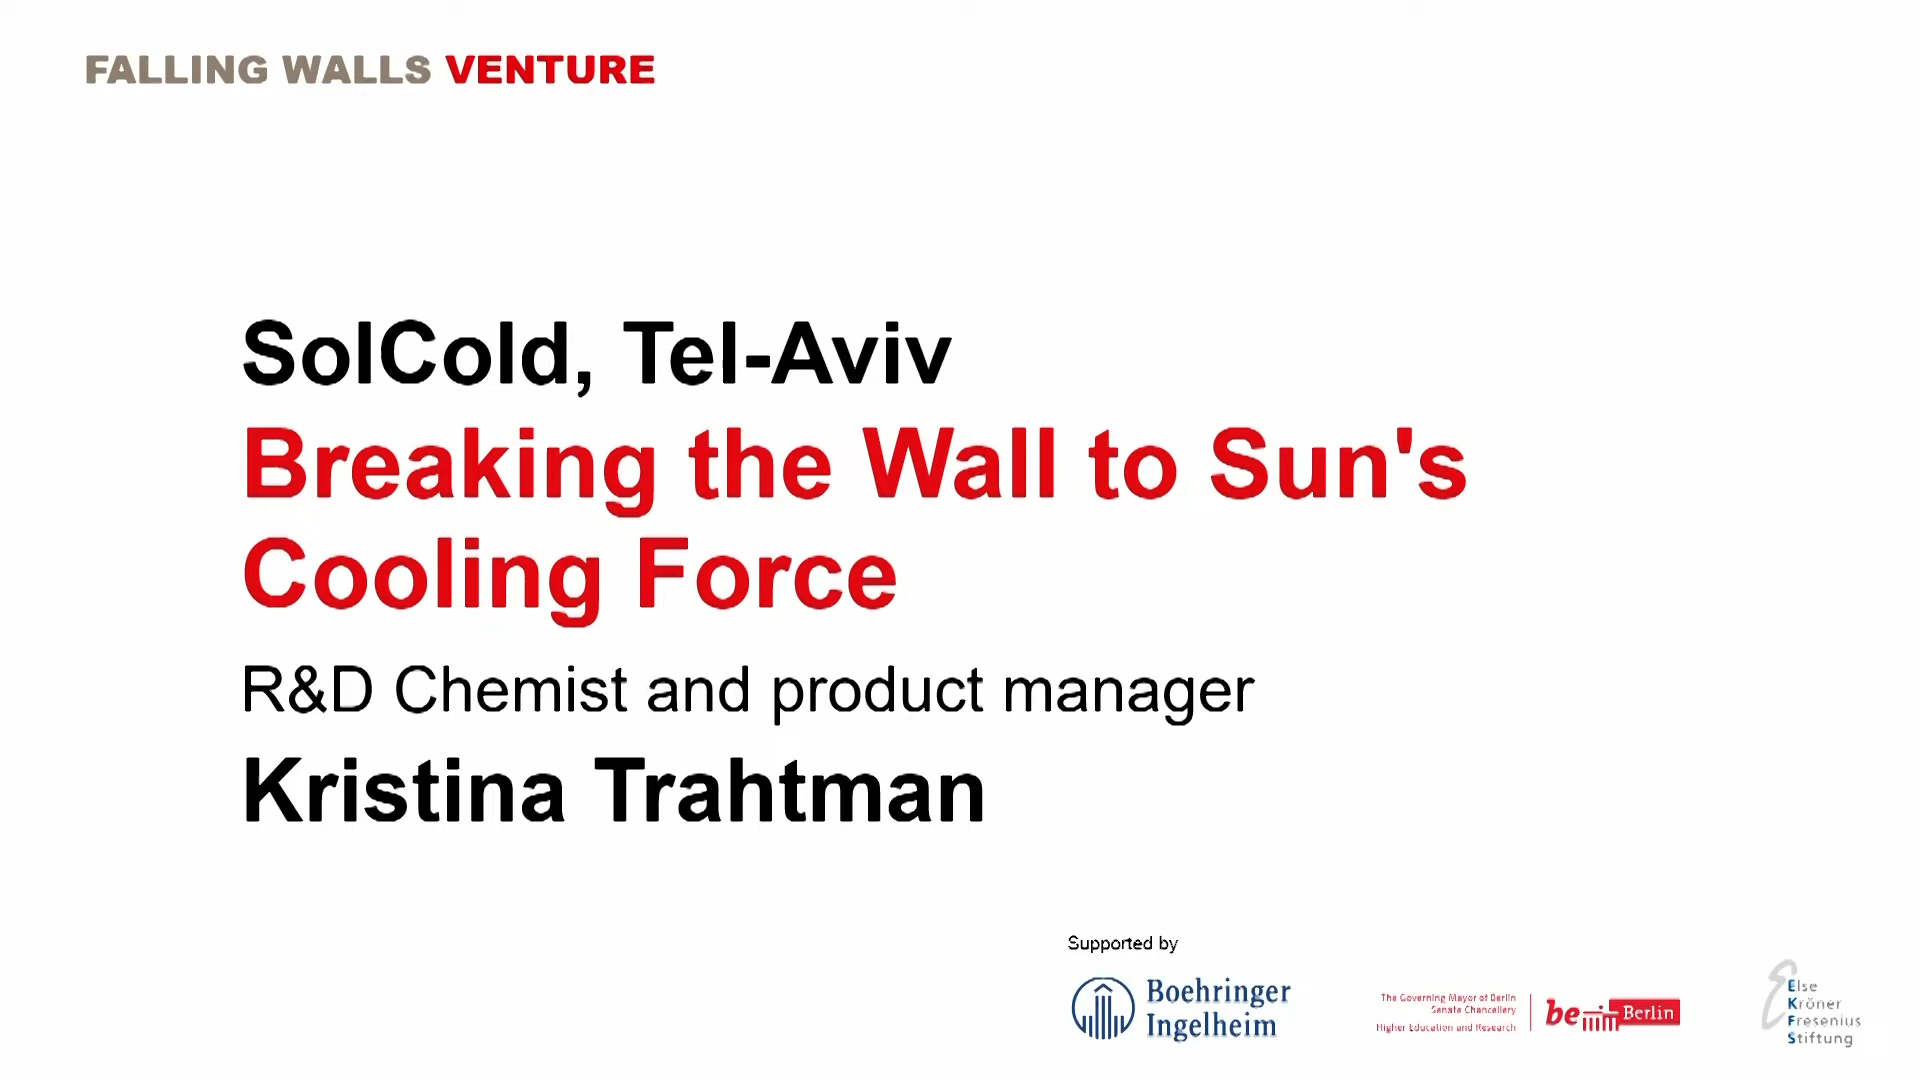 FALLING WALLS VENTURE
SolCold, Tel-Aviv
Breaking the Wall to Sun's
Cooling Force
R&D Chemist and product manager
Kristina Trahtman
Supported by
Boehringer
Ingelheim
The Governing Mayor of Berlin
Senate Chancellery
Higher Education and Research
be Berlin
Else
Kröner
Fresenius
Stiftung